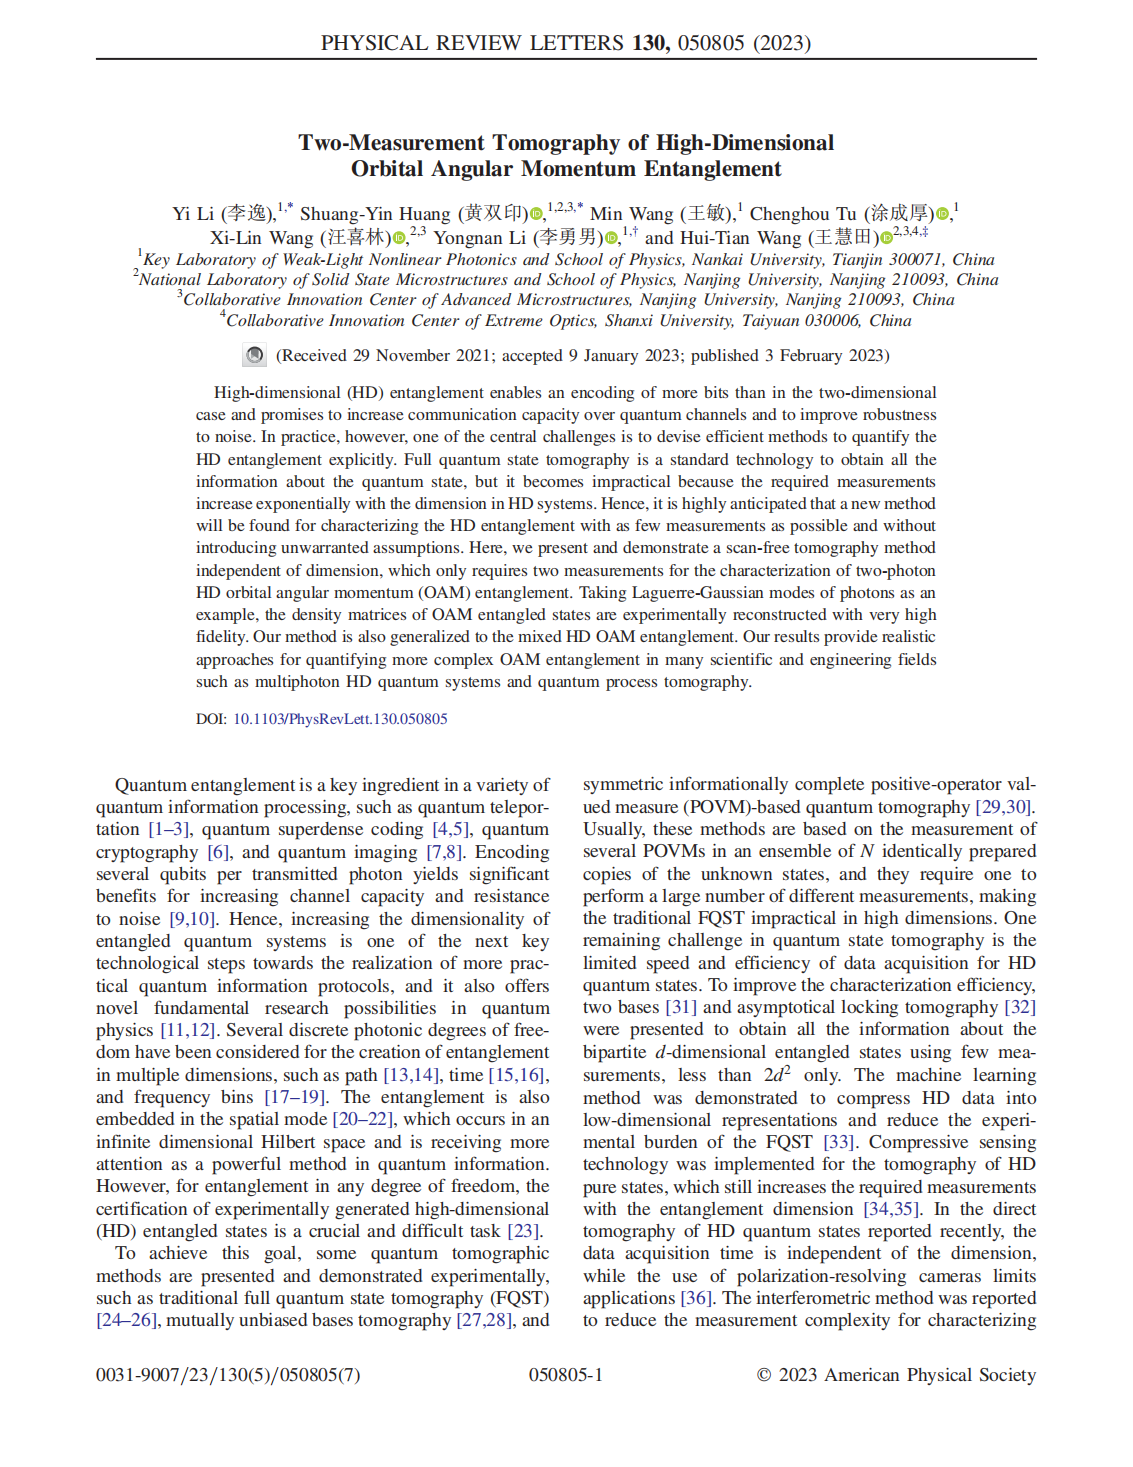 PHYSICAL REVIEW LETTERS 130, 050805 (2023)
Two-Measurement Tomography of High-Dimensional
Orbital Angular Momentum Entanglement
Yi Li (李逸),1,* Shuang-Yin Huang (黄双印),1,2,3,* Min Wang (王敏),1 Chenghou Tu (涂成厚),1
Xi-Lin Wang (汪喜林),2,3 Yongnan Li (李勇男),1,† and Hui-Tian Wang (王慧田)2,3,4,‡
1Key Laboratory of Weak-Light Nonlinear Photonics and School of Physics, Nankai University, Tianjin 300071, China
2National Laboratory of Solid State Microstructures and School of Physics, Nanjing University, Nanjing 210093, China
3Collaborative Innovation Center of Advanced Microstructures, Nanjing University, Nanjing 210093, China
4Collaborative Innovation Center of Extreme Optics, Shanxi University, Taiyuan 030006, China
(Received 29 November 2021; accepted 9 January 2023; published 3 February 2023)
High-dimensional (HD) entanglement enables an encoding of more bits than in the two-dimensional
case and promises to increase communication capacity over quantum channels and to improve robustness
to noise. In practice, however, one of the central challenges is to devise efficient methods to quantify the
HD entanglement explicitly. Full quantum state tomography is a standard technology to obtain all the
information about the quantum state, but it becomes impractical because the required measurements
increase exponentially with the dimension in HD systems. Hence, it is highly anticipated that a new method
will be found for characterizing the HD entanglement with as few measurements as possible and without
introducing unwarranted assumptions. Here, we present and demonstrate a scan-free tomography method
independent of dimension, which only requires two measurements for the characterization of two-photon
HD orbital angular momentum (OAM) entanglement. Taking Laguerre-Gaussian modes of photons as an
example, the density matrices of OAM entangled states are experimentally reconstructed with very high
fidelity. Our method is also generalized to the mixed HD OAM entanglement. Our results provide realistic
approaches for quantifying more complex OAM entanglement in many scientific and engineering fields
such as multiphoton HD quantum systems and quantum process tomography.
DOI: 10.1103/PhysRevLett.130.050805
Quantum entanglement is a key ingredient in a variety of
quantum information processing, such as quantum telepor-
tation [1–3], quantum superdense coding [4,5], quantum
cryptography [6], and quantum imaging [7,8]. Encoding
several qubits per transmitted photon yields significant
benefits for increasing channel capacity and resistance
to noise [9,10]. Hence, increasing the dimensionality of
entangled quantum systems is one of the next key
technological steps towards the realization of more prac-
tical quantum information protocols, and it also offers
novel fundamental research possibilities in quantum
physics [11,12]. Several discrete photonic degrees of free-
dom have been considered for the creation of entanglement
in multiple dimensions, such as path [13,14], time [15,16],
and frequency bins [17–19]. The entanglement is also
embedded in the spatial mode [20–22], which occurs in an
infinite dimensional Hilbert space and is receiving more
attention as a powerful method in quantum information.
However, for entanglement in any degree of freedom, the
certification of experimentally generated high-dimensional
(HD) entangled states is a crucial and difficult task [23].
To achieve this goal, some quantum tomographic
methods are presented and demonstrated experimentally,
such as traditional full quantum state tomography (FQST)
[24–26], mutually unbiased bases tomography [27,28], and
symmetric informationally complete positive-operator val-
ued measure (POVM)-based quantum tomography [29,30].
Usually, these methods are based on the measurement of
several POVMs in an ensemble of N identically prepared
copies of the unknown states, and they require one to
perform a large number of different measurements, making
the traditional FQST impractical in high dimensions. One
remaining challenge in quantum state tomography is the
limited speed and efficiency of data acquisition for HD
quantum states. To improve the characterization efficiency,
two bases [31] and asymptotical locking tomography [32]
were presented to obtain all the information about the
bipartite d-dimensional entangled states using few mea-
surements, less than 2d² only. The machine learning
method was demonstrated to compress HD data into
low-dimensional representations and reduce the experi-
mental burden of the FQST [33]. Compressive sensing
technology was implemented for the tomography of HD
pure states, which still increases the required measurements
with the entanglement dimension [34,35]. In the direct
tomography of HD quantum states reported recently, the
data acquisition time is independent of the dimension,
while the use of polarization-resolving cameras limits
applications [36]. The interferometric method was reported
to reduce the measurement complexity for characterizing
0031-9007/23/130(5)/050805(7)
050805-1
© 2023 American Physical Society